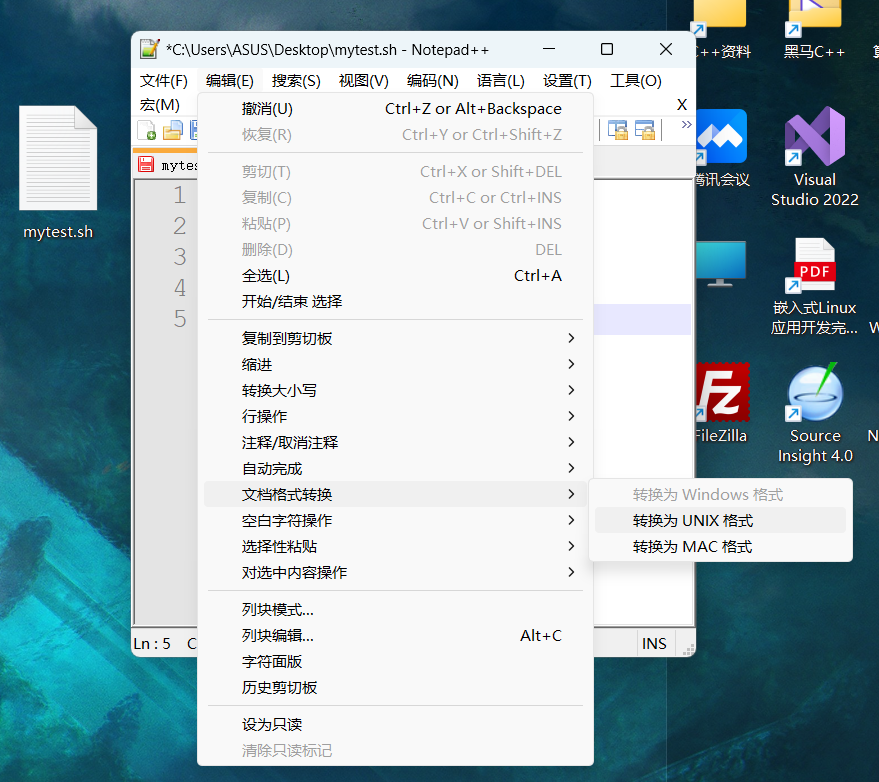 *C:\Users\ASUS\Desktop\mytest.sh - Notepad++
文件(F) 编辑(E) 搜索(S) 视图(V) 编码(N) 语言(L) 设置(T) 工具(O)
宏(M) X
撤消(U) Ctrl+Z or Alt+Backspace
恢复(R) Ctrl+Y or Ctrl+Shift+Z
剪切(T) Ctrl+X or Shift+DEL
复制(C) Ctrl+C or Ctrl+INS
粘贴(P) Ctrl+V or Shift+INS
删除(D) DEL
全选(L) Ctrl+A
开始/结束 选择
复制到剪切板
缩进
转换大小写
行操作
注释/取消注释
自动完成
文档格式转换
空白字符操作
选择性粘贴
对选中内容操作
列块模式...
列块编辑... Alt+C
字符面版
历史剪切板
设为只读
清除只读标记
转换为 Windows 格式
转换为 UNIX 格式
转换为 MAC 格式
mytes
1
2
3
4
5
Ln : 5 C
INS
mytest.sh
C++资料
黑马C++
腾讯会议
Visual
Studio 2022
PDF
嵌入式Linux
应用开发完...
FZ
FileZilla
Source
Insight 4.0